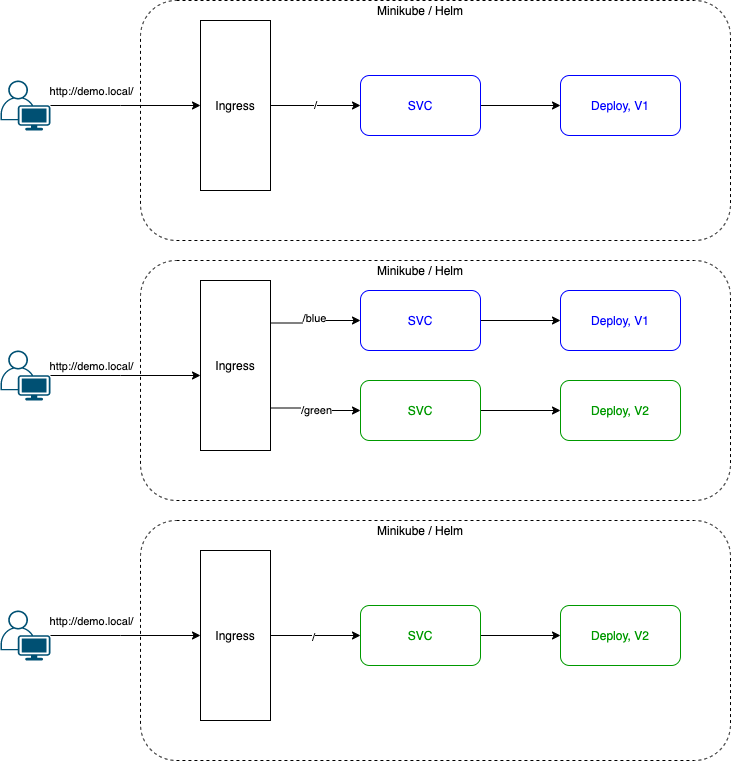 Minikube / Helm
http://demo.local/
Ingress
/
SVC
Deploy, V1
Minikube / Helm
/blue
SVC
Deploy, V1
http://demo.local/
Ingress
/green
SVC
Deploy, V2
Minikube / Helm
http://demo.local/
Ingress
/
SVC
Deploy, V2